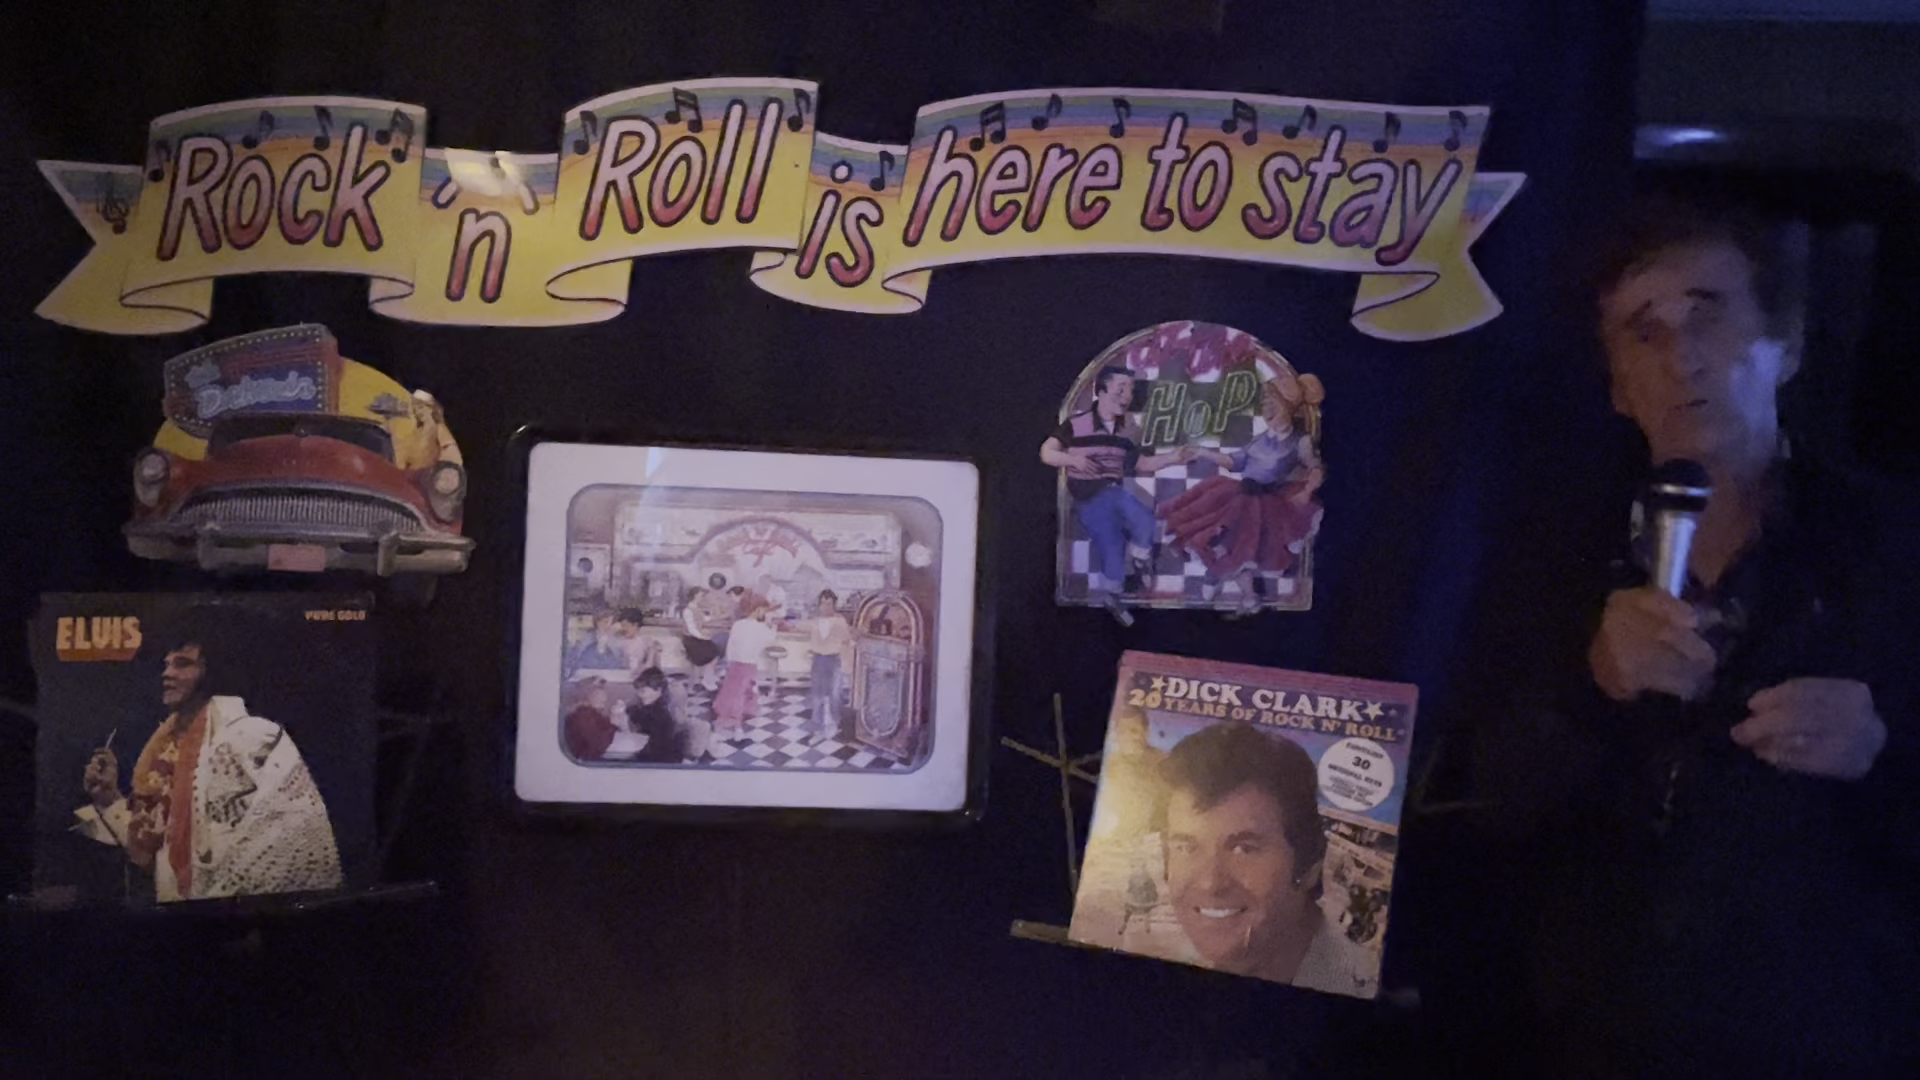 Rock 'n' Roll is here to stay
HOP
ELVIS
PURE GOLD
★DICK CLARK★
20 YEARS OF ROCK N' ROLL
30